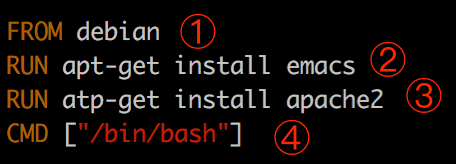 FROM debian ①
RUN apt-get install emacs ②
RUN atp-get install apache2 ③
CMD ["/bin/bash"] ④